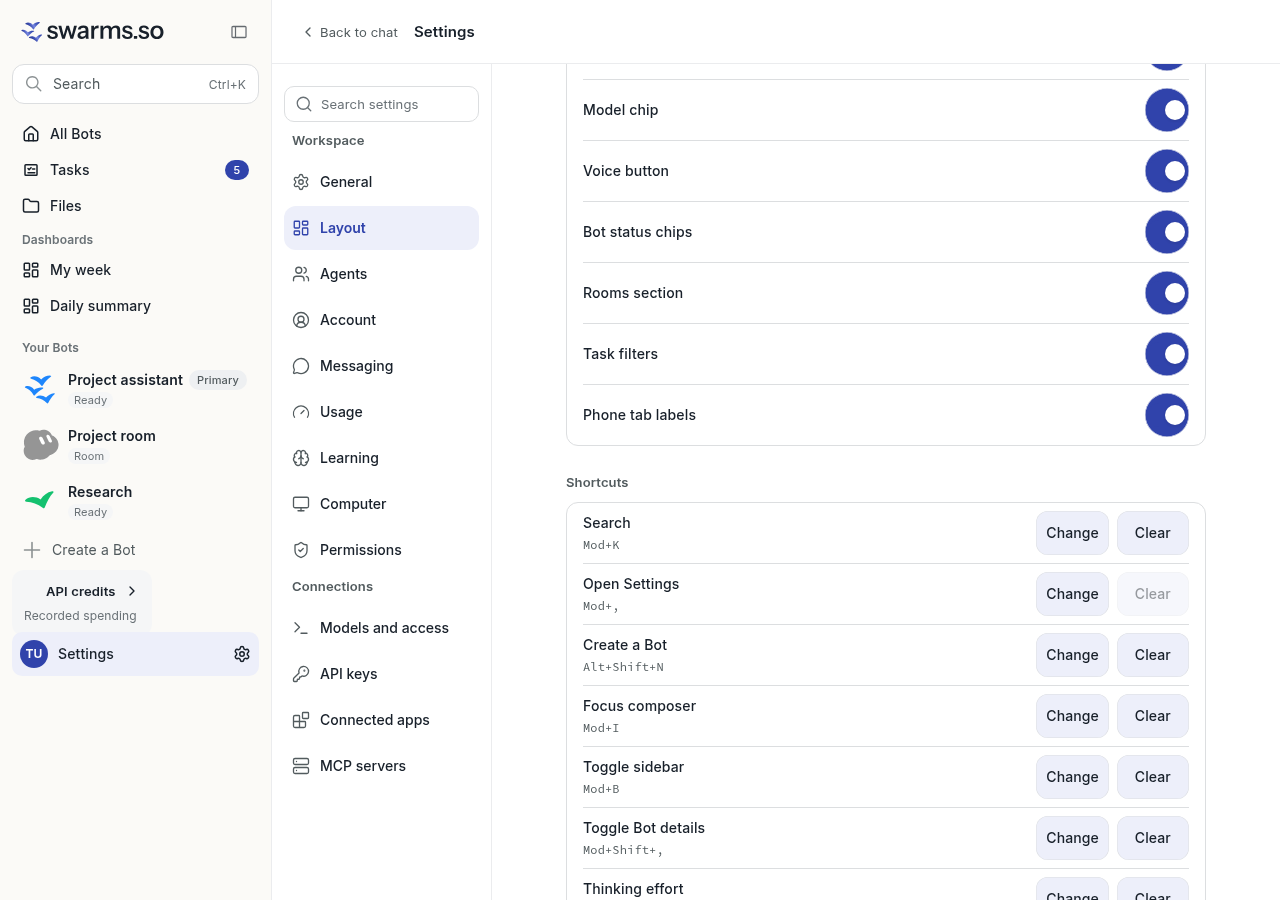 swarms.so
Search
Ctrl+K
All Bots
Tasks
5
Files
Dashboards
My week
Daily summary
Your Bots
Project assistant
Primary
Ready
Project room
Room
Research
Ready
Create a Bot
API credits
Recorded spending
TU
Settings
Back to chat
Settings
Search settings
Workspace
General
Layout
Agents
Account
Messaging
Usage
Learning
Computer
Permissions
Connections
Models and access
API keys
Connected apps
MCP servers
Model chip
Voice button
Bot status chips
Rooms section
Task filters
Phone tab labels
Shortcuts
Search
Mod+K
Change
Clear
Open Settings
Mod+,
Change
Clear
Create a Bot
Alt+Shift+N
Change
Clear
Focus composer
Mod+I
Change
Clear
Toggle sidebar
Mod+B
Change
Clear
Toggle Bot details
Mod+Shift+,
Change
Clear
Thinking effort
Change
Clear